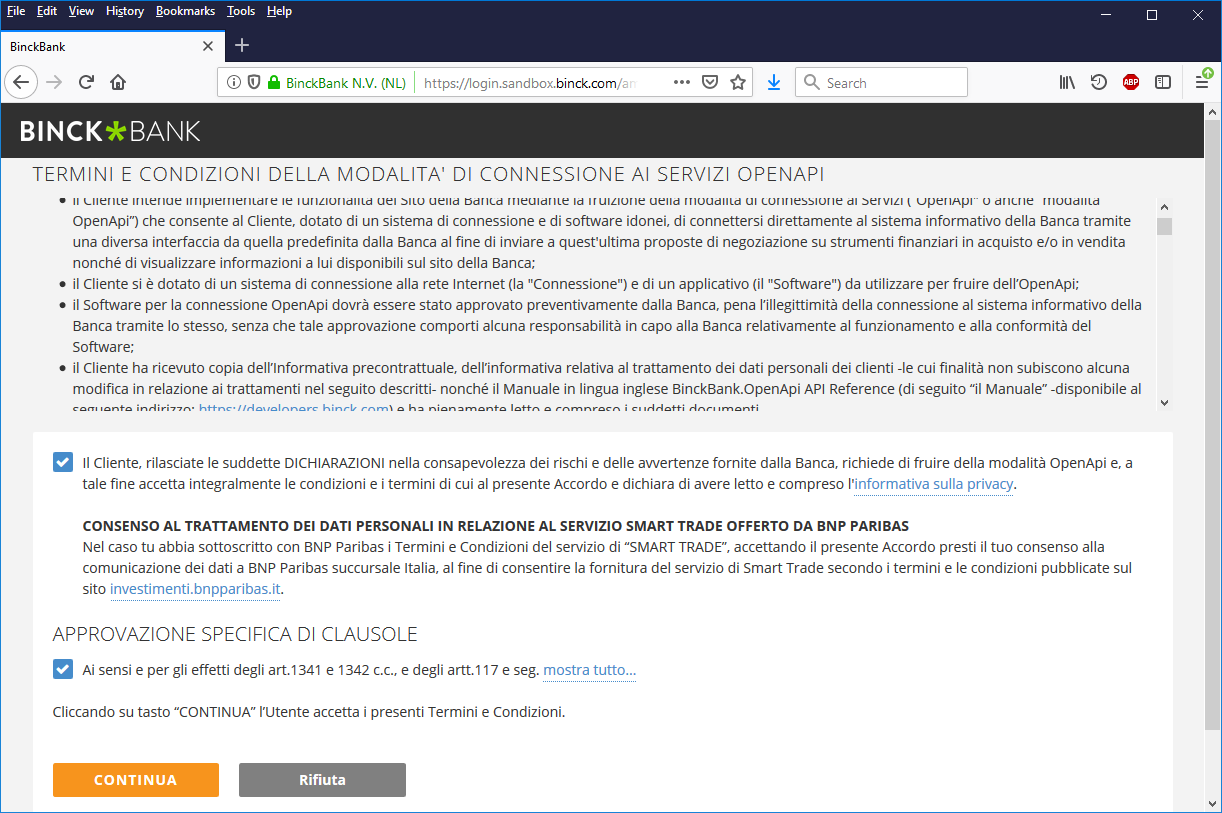 File Edit View History Bookmarks Tools Help
BinckBank
BinckBank N.V. (NL) https://login.sandbox.binck.com/am
Search
ABP
BINCK BANK
TERMINI E CONDIZIONI DELLA MODALITA' DI CONNESSIONE AI SERVIZI OPENAPI
il Cliente intende implementare le funzionalità del Sito della Banca mediante la fruizione della modalità di connessione ai Servizi ("OpenApi" o anche "modalità
OpenApi”) che consente al Cliente, dotato di un sistema di connessione e di software idonei, di connettersi direttamente al sistema informativo della Banca tramite
una diversa interfaccia da quella predefinita dalla Banca al fine di inviare a quest'ultima proposte di negoziazione su strumenti finanziari in acquisto e/o in vendita
nonché di visualizzare informazioni a lui disponibili sul sito della Banca;
il Cliente si è dotato di un sistema di connessione alla rete Internet (la "Connessione") e di un applicativo (il "Software") da utilizzare per fruire dell’OpenApi;
il Software per la connessione OpenApi dovrà essere stato approvato preventivamente dalla Banca, pena l’illegittimità della connessione al sistema informativo della
Banca tramite lo stesso, senza che tale approvazione comporti alcuna responsabilità in capo alla Banca relativamente al funzionamento e alla conformità del
Software;
il Cliente ha ricevuto copia dell’Informativa precontrattuale, dell’informativa relativa al trattamento dei dati personali dei clienti -le cui finalità non subiscono alcuna
modifica in relazione ai trattamenti nel seguito descritti- nonché il Manuale in lingua inglese BinckBank.OpenApi API Reference (di seguito “il Manuale” -disponibile al
seguente indirizzo: https://developers.binck.com) e ha pienamente letto e compreso i suddetti documenti
Il Cliente, rilasciate le suddette DICHIARAZIONI nella consapevolezza dei rischi e delle avvertenze fornite dalla Banca, richiede di fruire della modalità OpenApi e, a
tale fine accetta integralmente le condizioni e i termini di cui al presente Accordo e dichiara di avere letto e compreso l'informativa sulla privacy.
CONSENSO AL TRATTAMENTO DEI DATI PERSONALI IN RELAZIONE AL SERVIZIO SMART TRADE OFFERTO DA BNP PARIBAS
Nel caso tu abbia sottoscritto con BNP Paribas i Termini e Condizioni del servizio di “SMART TRADE”, accettando il presente Accordo presti il tuo consenso alla
comunicazione dei dati a BNP Paribas succursale Italia, al fine di consentire la fornitura del servizio di Smart Trade secondo i termini e le condizioni pubblicate sul
sito investimenti.bnpparibas.it.
APPROVAZIONE SPECIFICA DI CLAUSOLE
Ai sensi e per gli effetti degli art.1341 e 1342 c.c., e degli artt.117 e seg. mostra tutto...
Cliccando su tasto “CONTINUA” l’Utente accetta i presenti Termini e Condizioni.
CONTINUA Rifiuta